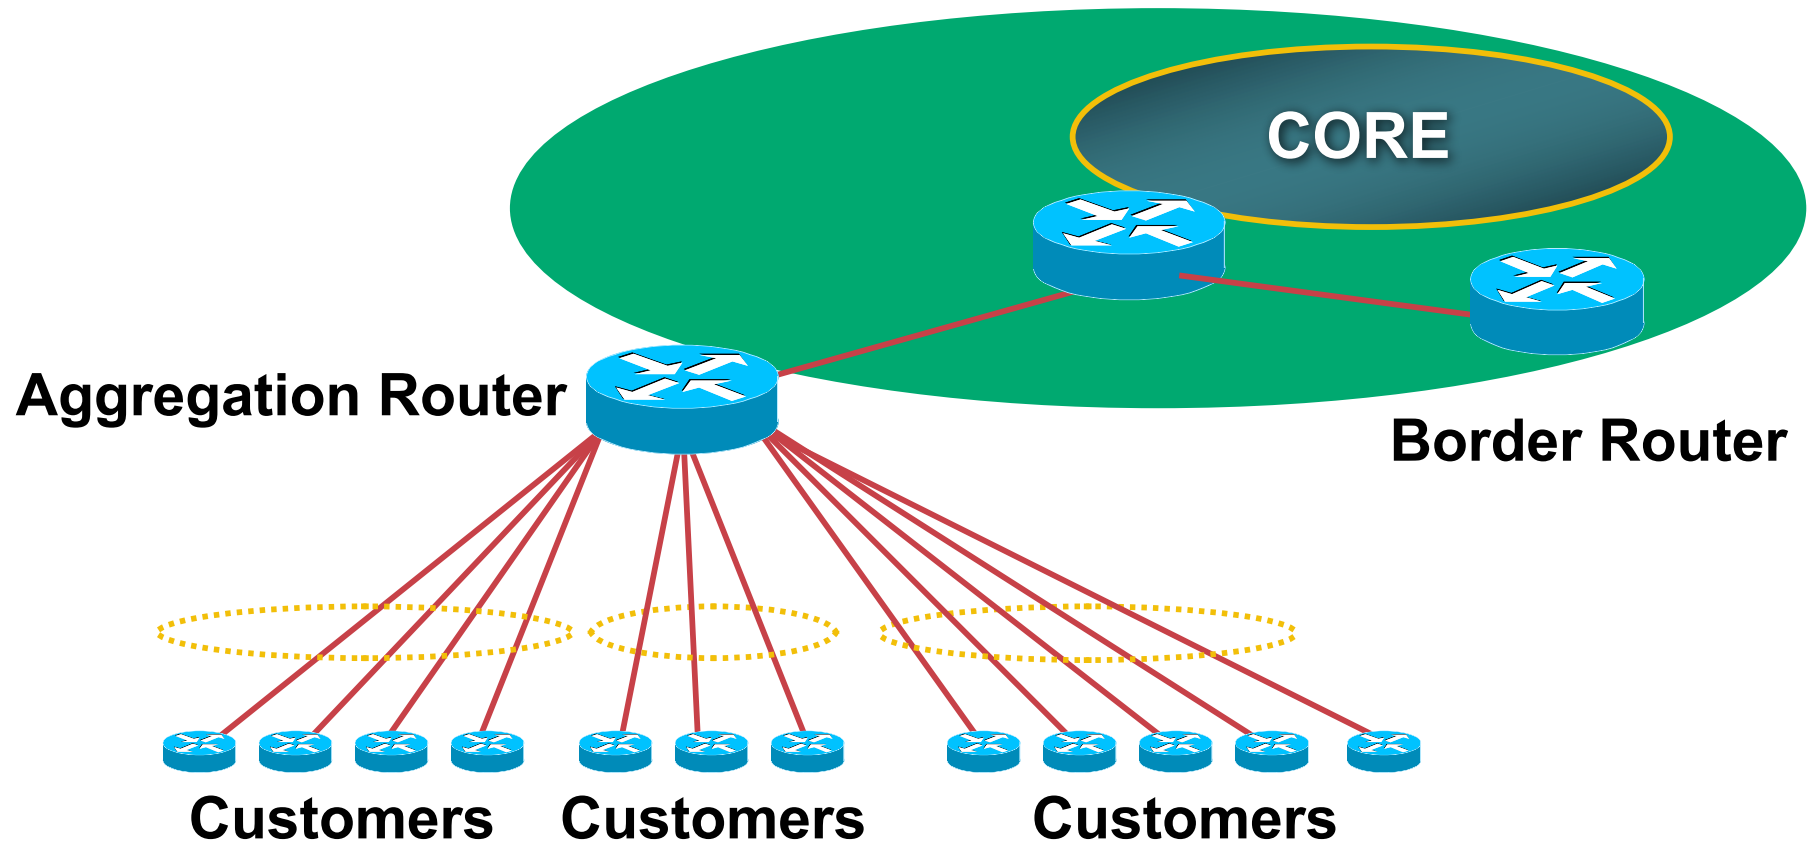 CORE
Aggregation Router
Border Router
Customers
Customers
Customers